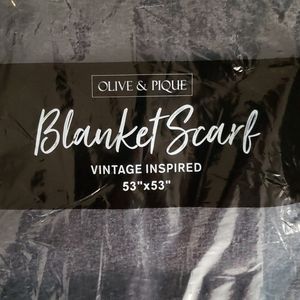 OLIVE & PIQUE
Blanket Scarf
VINTAGE INSPIRED
53"x53"